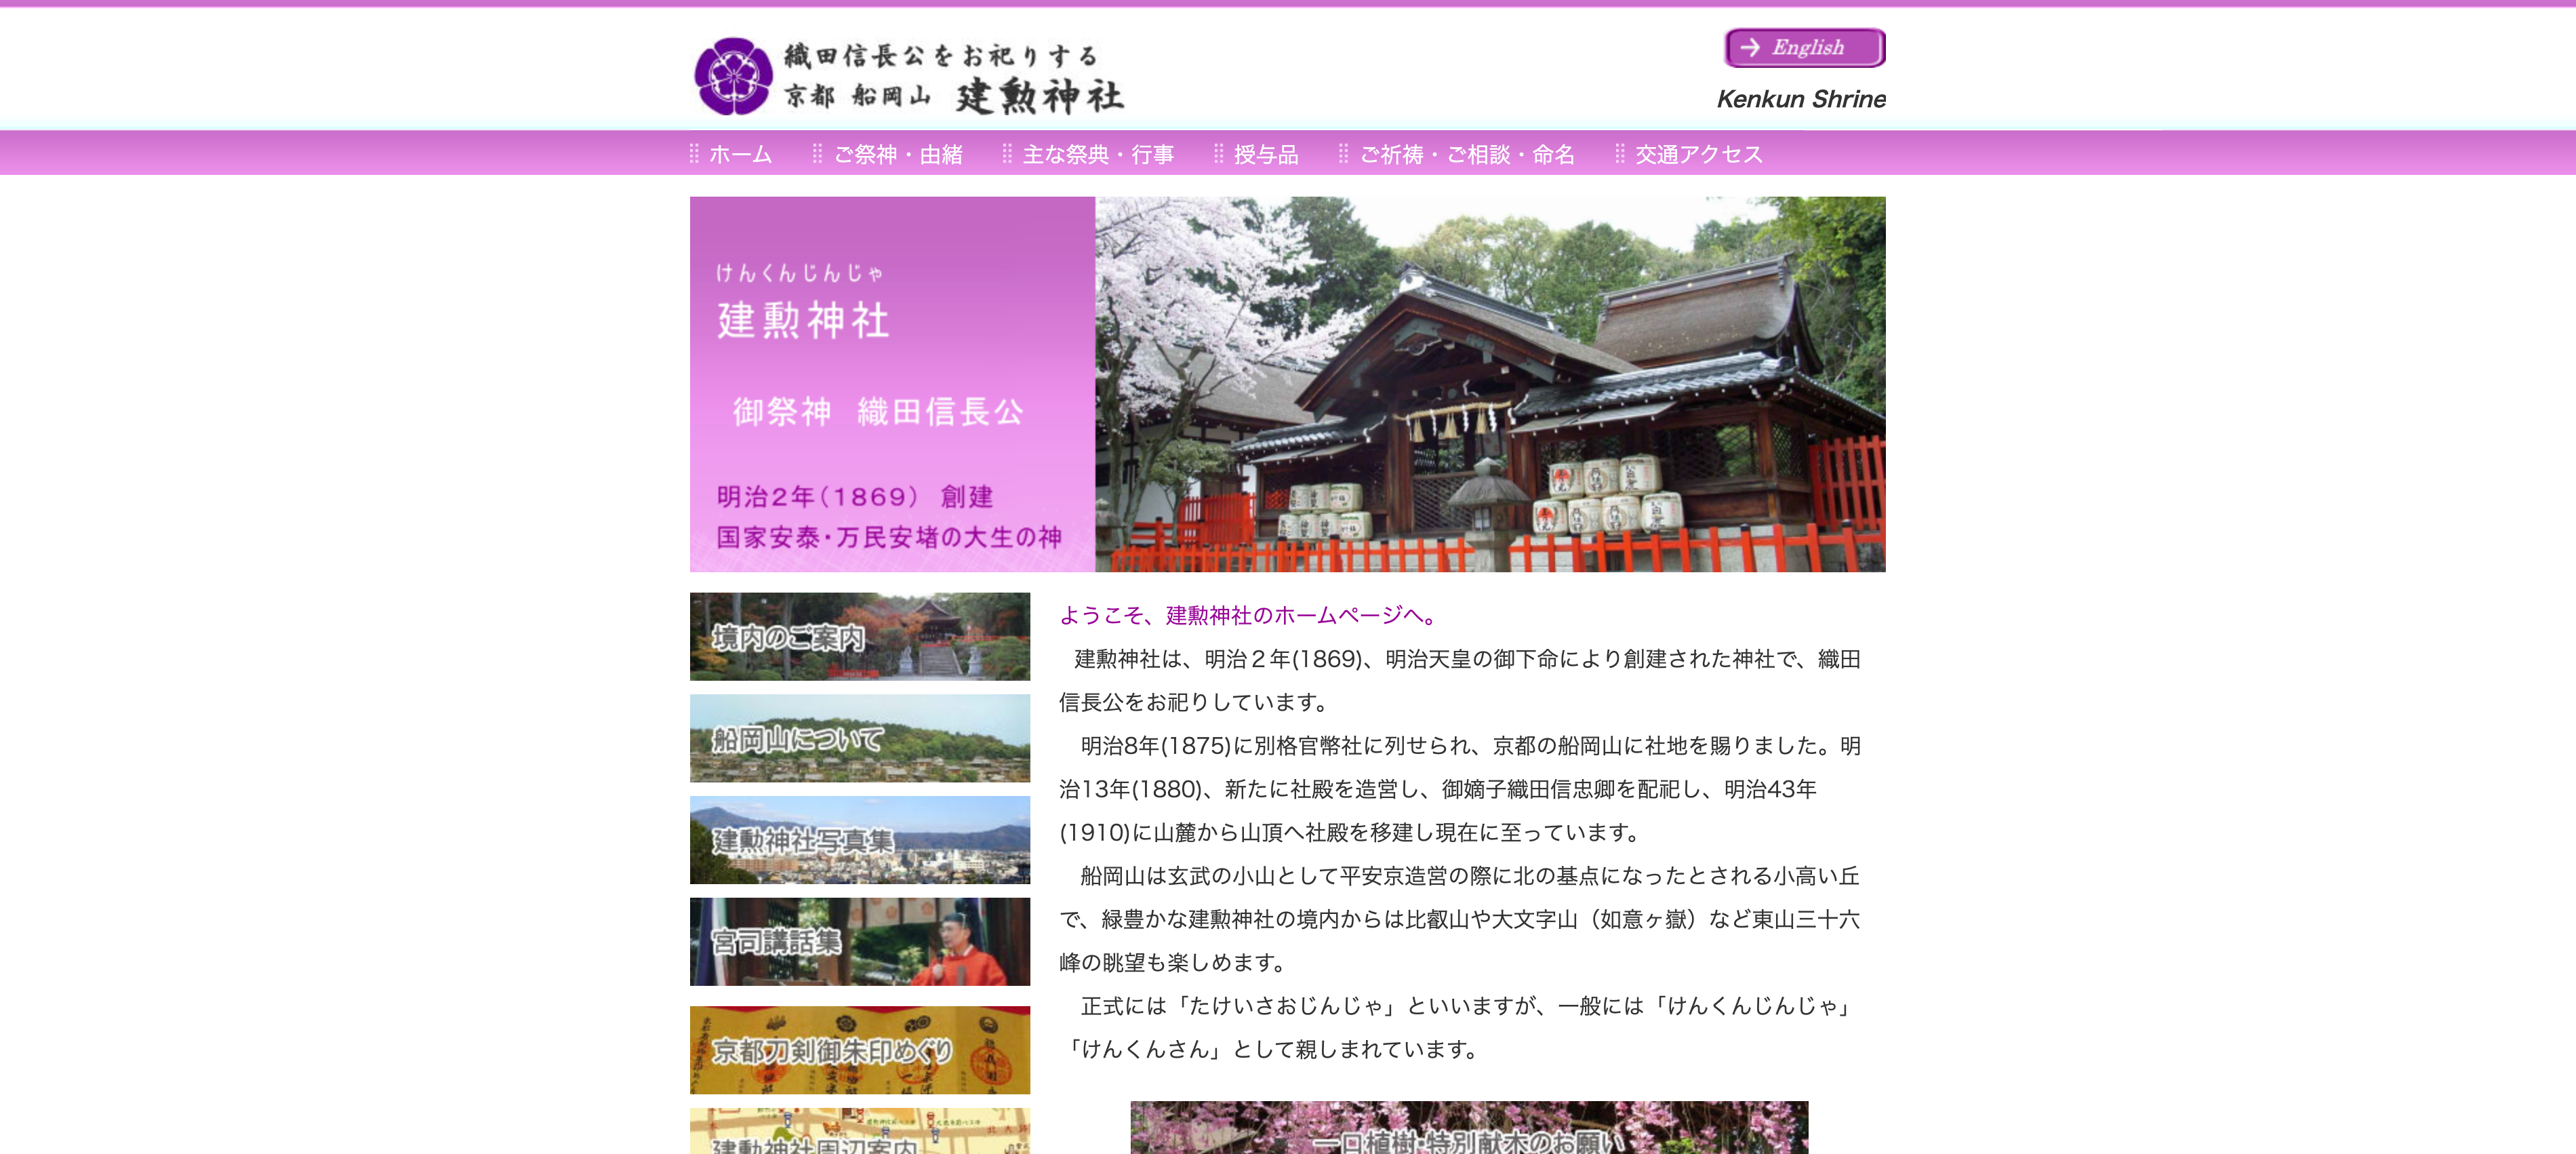 織田信長公をお祀りする
京都 船岡山 建勲神社
English
Kenkun Shrine
ホーム
ご祭神・由緒
主な祭典・行事
授与品
ご祈祷・ご相談・命名
交通アクセス
けんくんじんじゃ
建勲神社
御祭神 織田信長公
明治2年(1869) 創建
国家安泰・万民安堵の大生の神
境内のご案内
船岡山について
建勲神社写真集
宮司講話集
京都刀剣御朱印めぐり
建勲神社周辺案内
ようこそ、建勲神社のホームページへ。
建勲神社は、明治２年(1869)、明治天皇の御下命により創建された神社で、織田
信長公をお祀りしています。
明治8年(1875)に別格官幣社に列せられ、京都の船岡山に社地を賜りました。明
治13年(1880)、新たに社殿を造営し、御嫡子織田信忠卿を配祀し、明治43年
(1910)に山麓から山頂へ社殿を移建し現在に至っています。
船岡山は玄武の小山として平安京造営の際に北の基点になったとされる小高い丘
で、緑豊かな建勲神社の境内からは比叡山や大文字山（如意ヶ嶽）など東山三十六
峰の眺望も楽しめます。
正式には「たけいさおじんじゃ」といいますが、一般には「けんくんじんじゃ」
「けんくんさん」として親しまれています。
一口植樹・特別献木のお願い